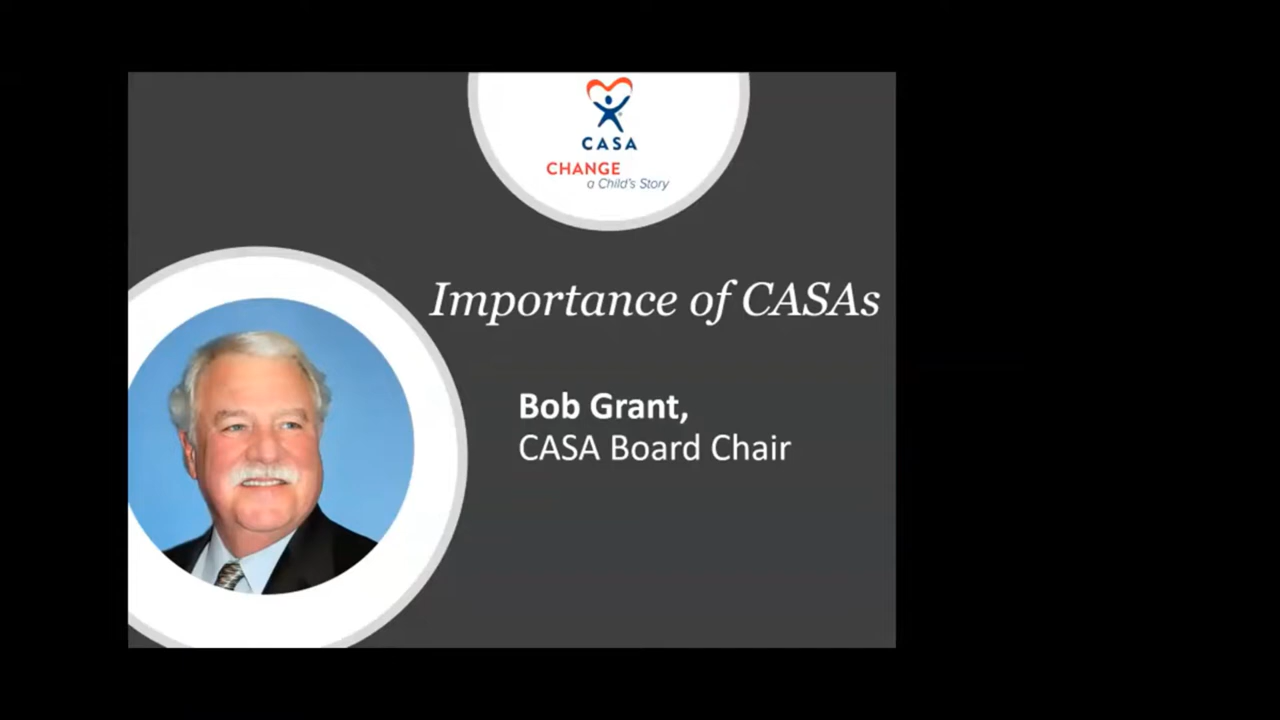 CASA
CHANGE
a Child's Story
Importance of CASAs
Bob Grant,
CASA Board Chair